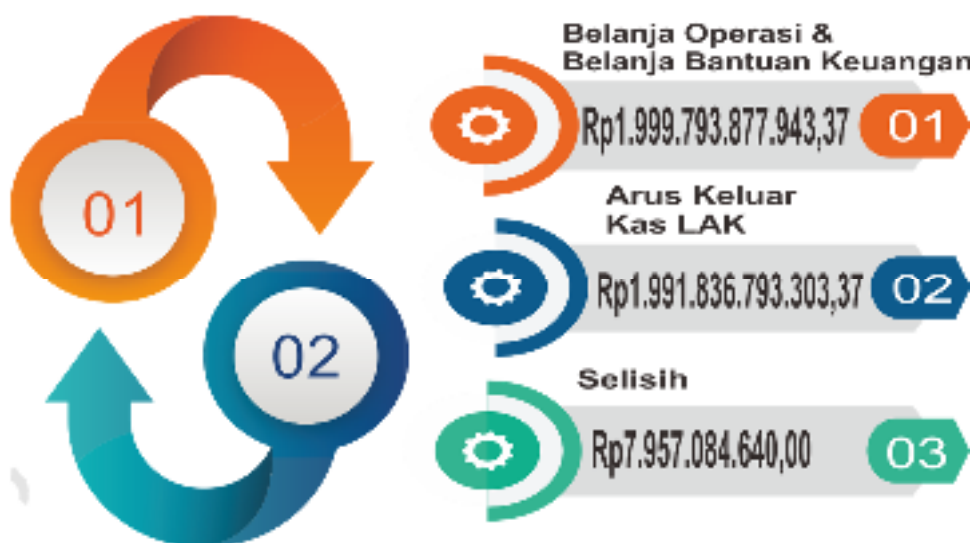 01
02
Belanja Operasi &
Belanja Bantuan Keuangan
Rp1.999.793.877.943,37
01
Arus Keluar
Kas LAK
Rp1.991.836.793.303,37
02
Selisih
Rp7.957.084.640,00
03